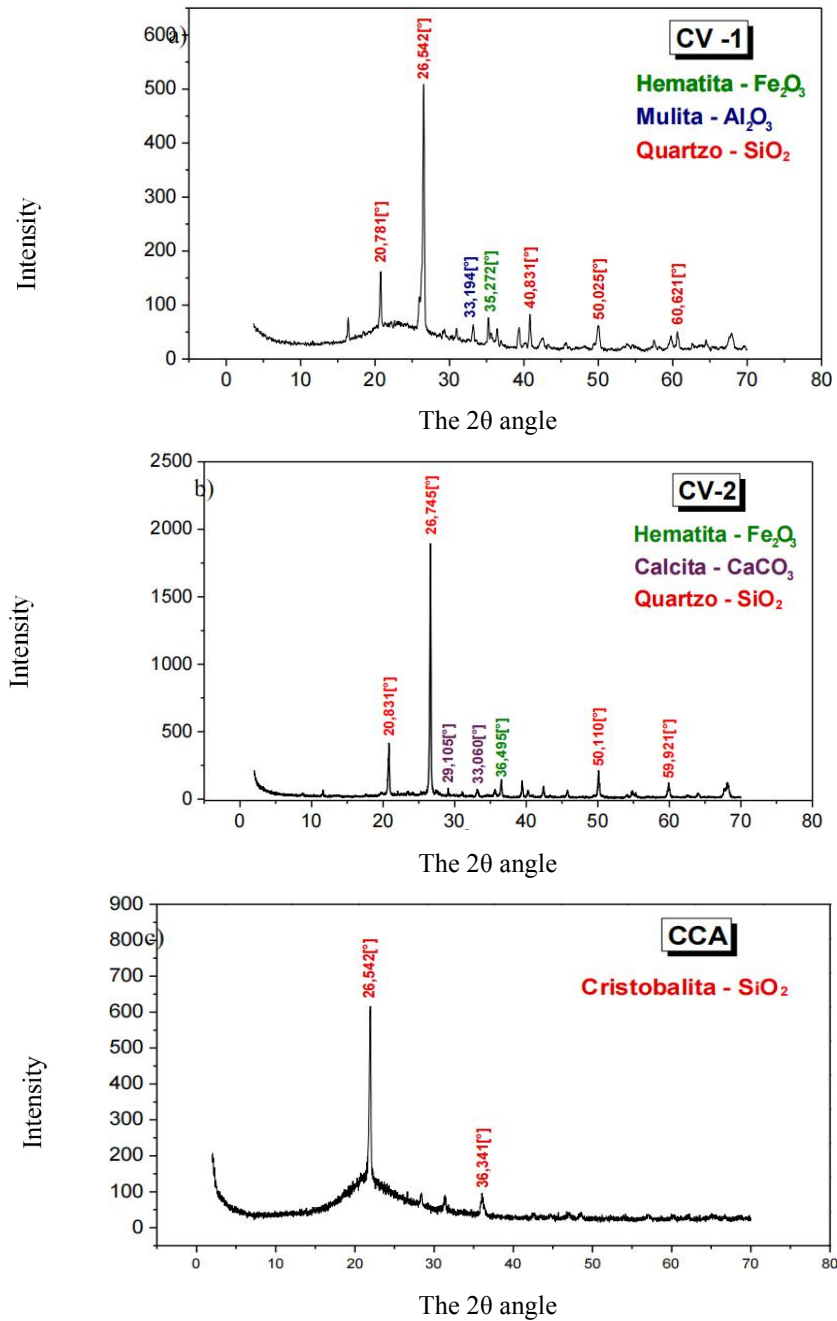 a)
CV -1
Hematita - Fe₂O₃
Mulita - Al₂O₃
Quartzo - SiO₂
20,781[°]
26,542[°]
33,194[°]
35,272[°]
40,831[°]
50,025[°]
60,621[°]
600
500
400
300
200
100
0
Intensity
0 10 20 30 40 50 60 70 80
The 2θ angle
b)
CV-2
Hematita - Fe₂O₃
Calcita - CaCO₃
Quartzo - SiO₂
20,831[°]
26,745[°]
29,105[°]
33,060[°]
36,495[°]
50,110[°]
59,921[°]
2500
2000
1500
1000
500
0
Intensity
0 10 20 30 40 50 60 70 80
The 2θ angle
c)
CCA
Cristobalita - SiO₂
26,542[°]
36,341[°]
900
800
700
600
500
400
300
200
100
0
Intensity
0 10 20 30 40 50 60 70 80
The 2θ angle